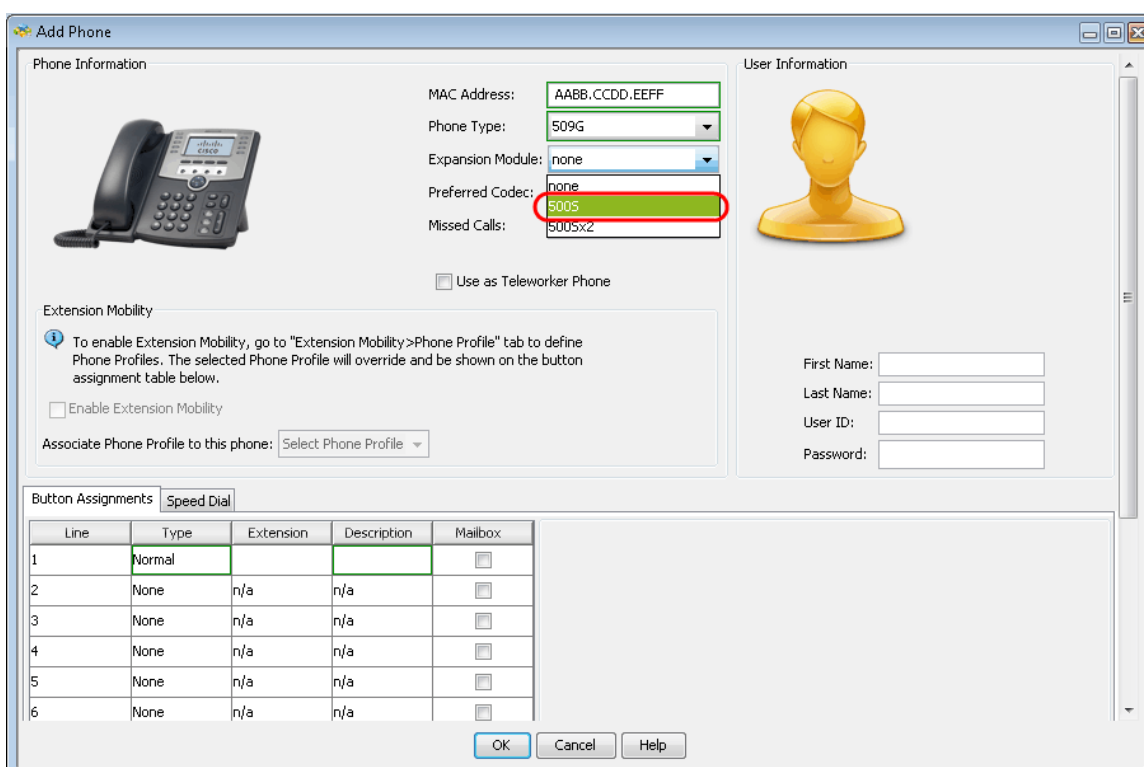 Add Phone
Phone Information
User Information
MAC Address: AABB.CCDD.EEFF
Phone Type: 509G
Expansion Module: none
none
Preferred Codec:
500S
Missed Calls:
500Sx2
CISCO
Use as Teleworker Phone
Extension Mobility
To enable Extension Mobility, go to "Extension Mobility>Phone Profile" tab to define
Phone Profiles. The selected Phone Profile will override and be shown on the button
assignment table below.
Enable Extension Mobility
Associate Phone Profile to this phone: Select Phone Profile
First Name:
Last Name:
User ID:
Password:
Button Assignments Speed Dial
Line Type Extension Description Mailbox
1 Normal
2 None n/a n/a
3 None n/a n/a
4 None n/a n/a
5 None n/a n/a
6 None n/a n/a
OK Cancel Help